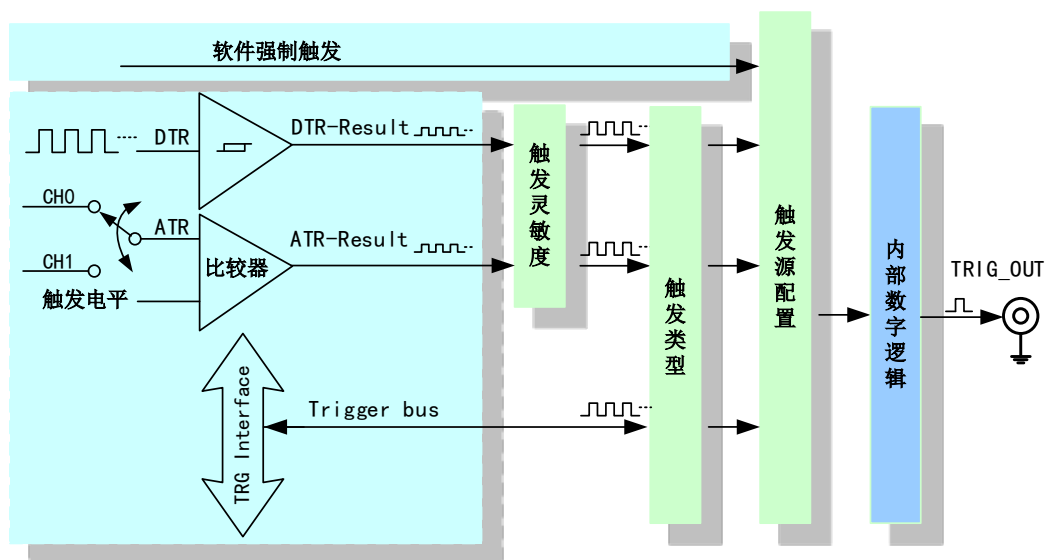 软件强制触发
DTR
DTR-Result
CH0
ATR
ATR-Result
CH1
比较器
触发电平
TRG Interface
Trigger bus
触发灵敏度
触发类型
触发源配置
内部数字逻辑
TRIG_OUT